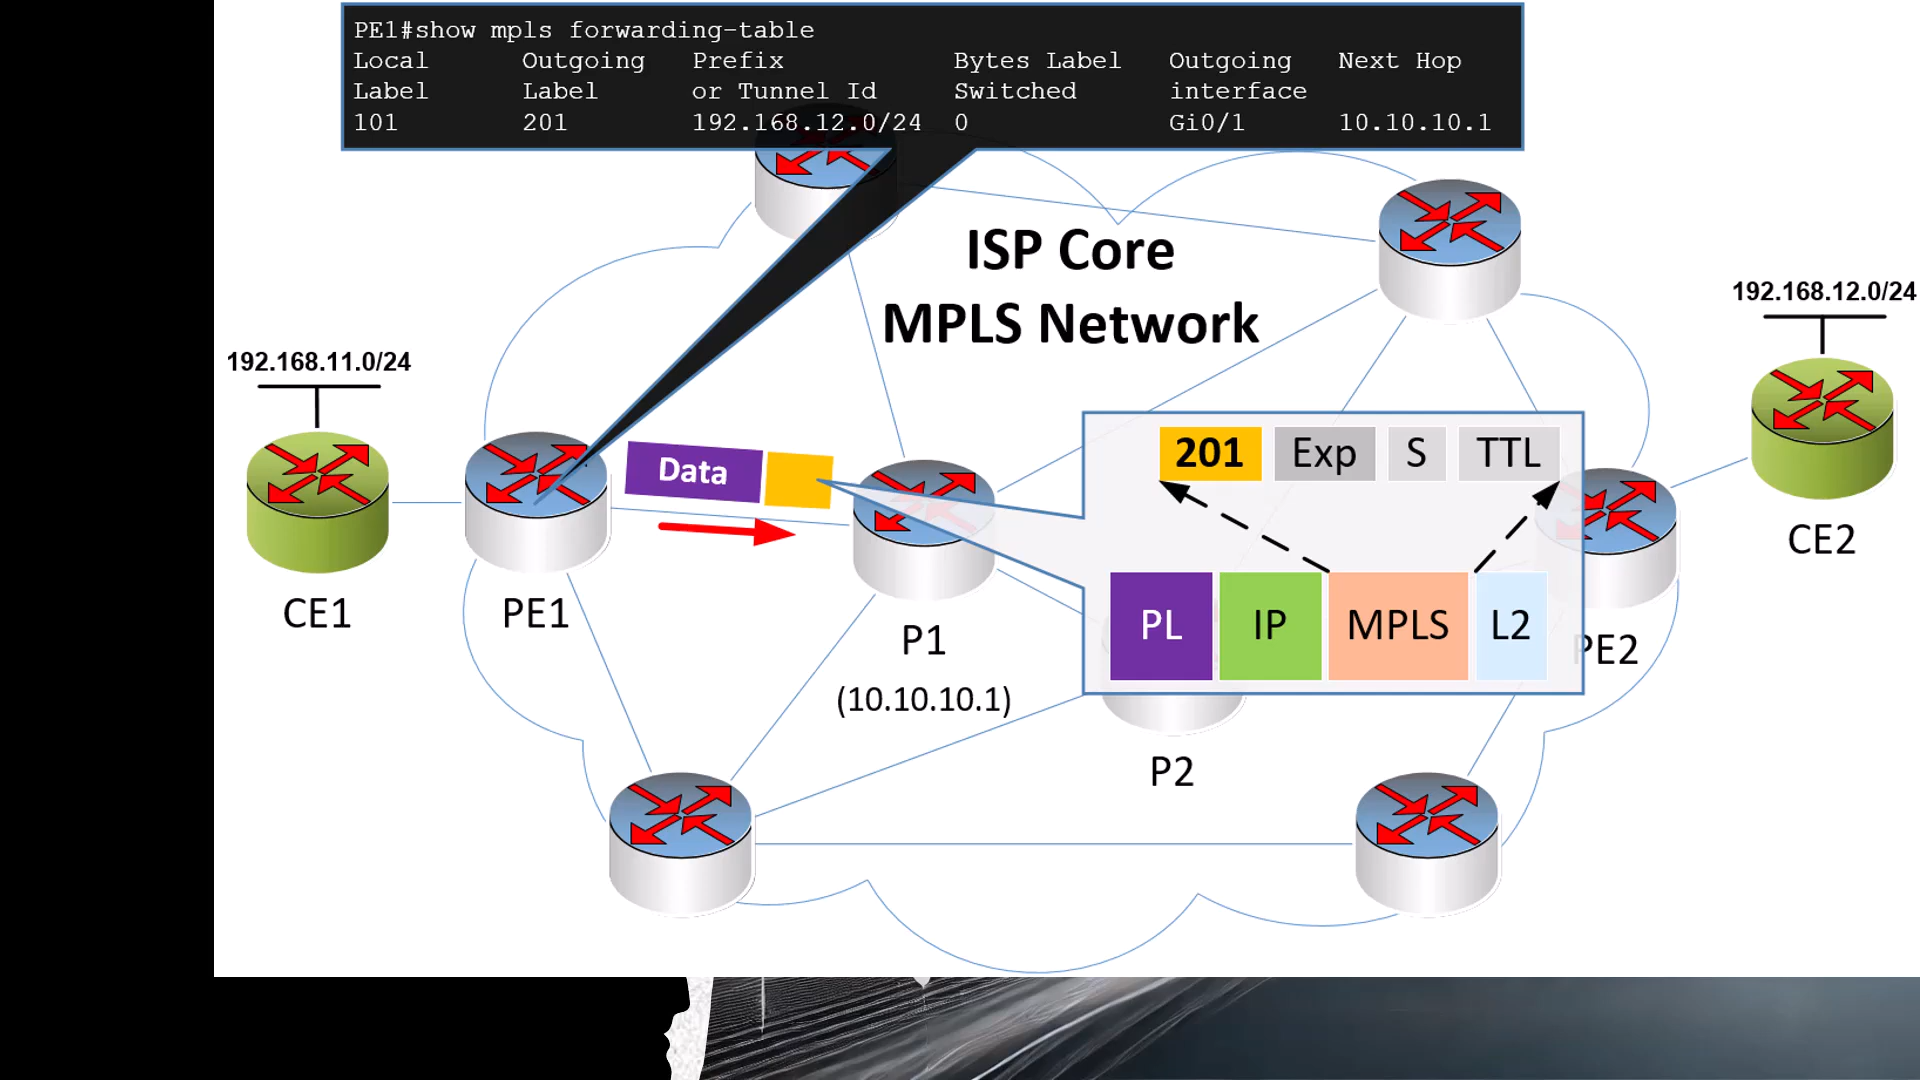 PE1#show mpls forwarding-table
Local Outgoing Prefix Bytes Label Outgoing Next Hop
Label Label or Tunnel Id Switched interface
101 201 192.168.12.0/24 0 Gi0/1 10.10.10.1
ISP Core
MPLS Network
192.168.12.0/24
192.168.11.0/24
Data
201 Exp S TTL
CE2
CE1
PE1
P1
PL IP MPLS L2
PE2
(10.10.10.1)
P2